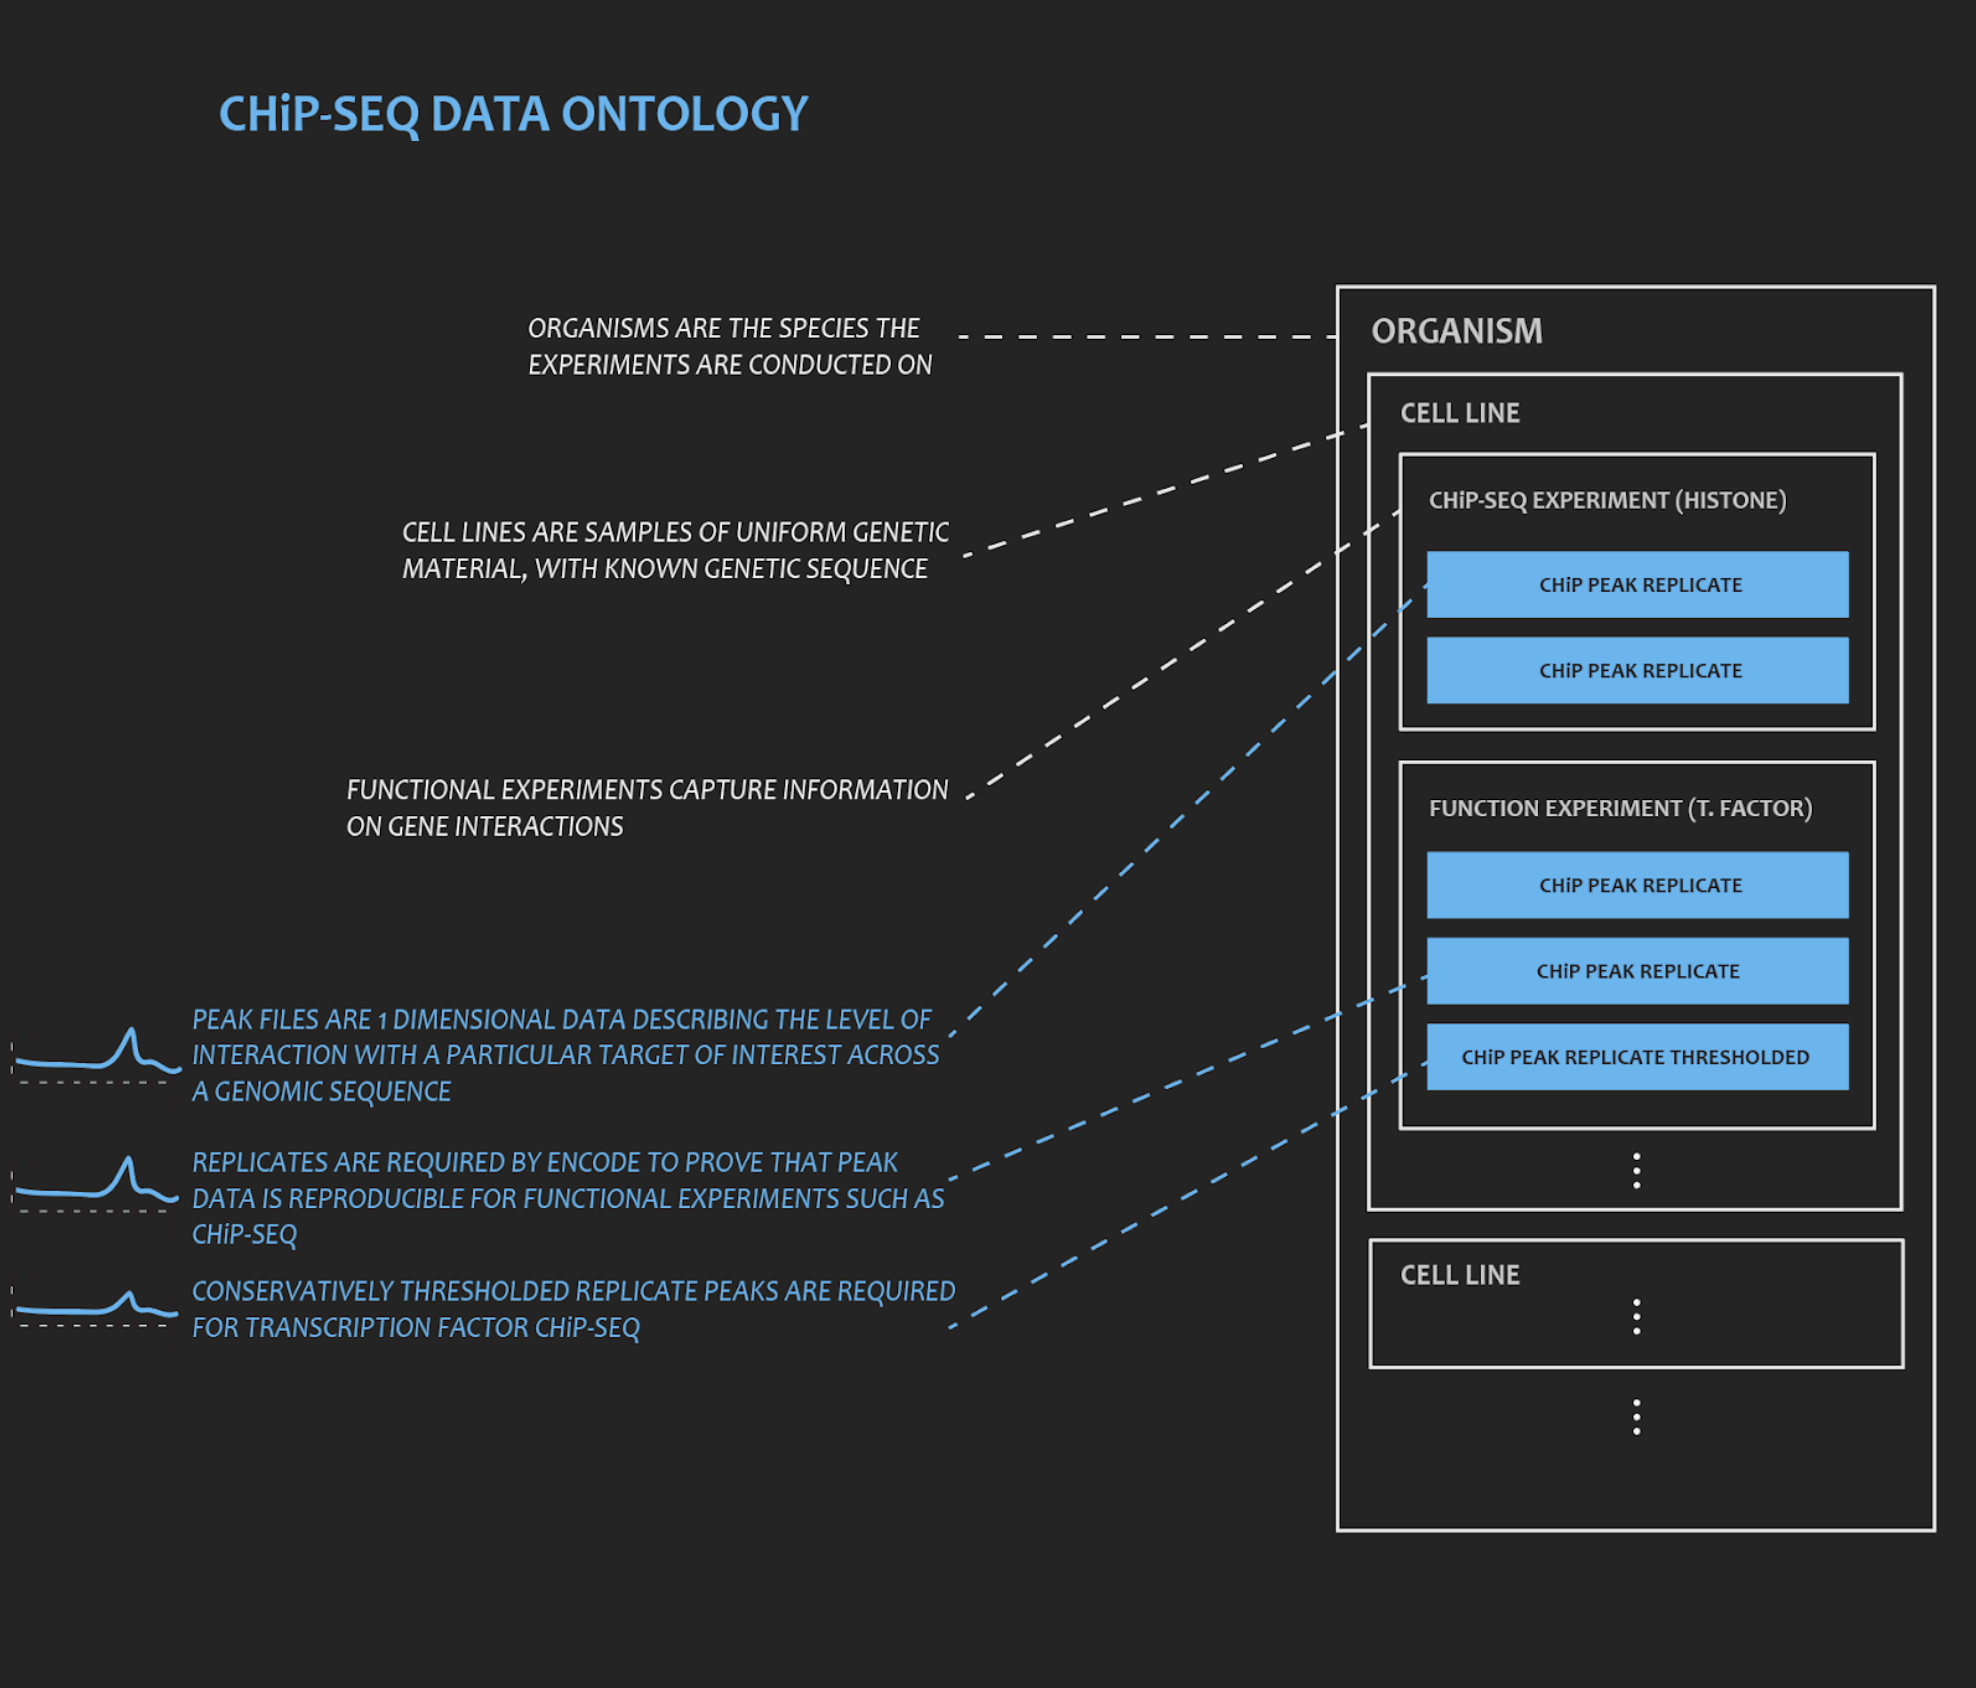 CHiP-SEQ DATA ONTOLOGY
ORGANISMS ARE THE SPECIES THE
EXPERIMENTS ARE CONDUCTED ON
CELL LINES ARE SAMPLES OF UNIFORM GENETIC
MATERIAL, WITH KNOWN GENETIC SEQUENCE
FUNCTIONAL EXPERIMENTS CAPTURE INFORMATION
ON GENE INTERACTIONS
PEAK FILES ARE 1 DIMENSIONAL DATA DESCRIBING THE LEVEL OF
INTERACTION WITH A PARTICULAR TARGET OF INTEREST ACROSS
A GENOMIC SEQUENCE
REPLICATES ARE REQUIRED BY ENCODE TO PROVE THAT PEAK
DATA IS REPRODUCIBLE FOR FUNCTIONAL EXPERIMENTS SUCH AS
CHiP-SEQ
CONSERVATIVELY THRESHOLDED REPLICATE PEAKS ARE REQUIRED
FOR TRANSCRIPTION FACTOR CHiP-SEQ
ORGANISM
CELL LINE
CHiP-SEQ EXPERIMENT (HISTONE)
CHiP PEAK REPLICATE
CHiP PEAK REPLICATE
FUNCTION EXPERIMENT (T. FACTOR)
CHiP PEAK REPLICATE
CHiP PEAK REPLICATE
CHiP PEAK REPLICATE THRESHOLDED
CELL LINE